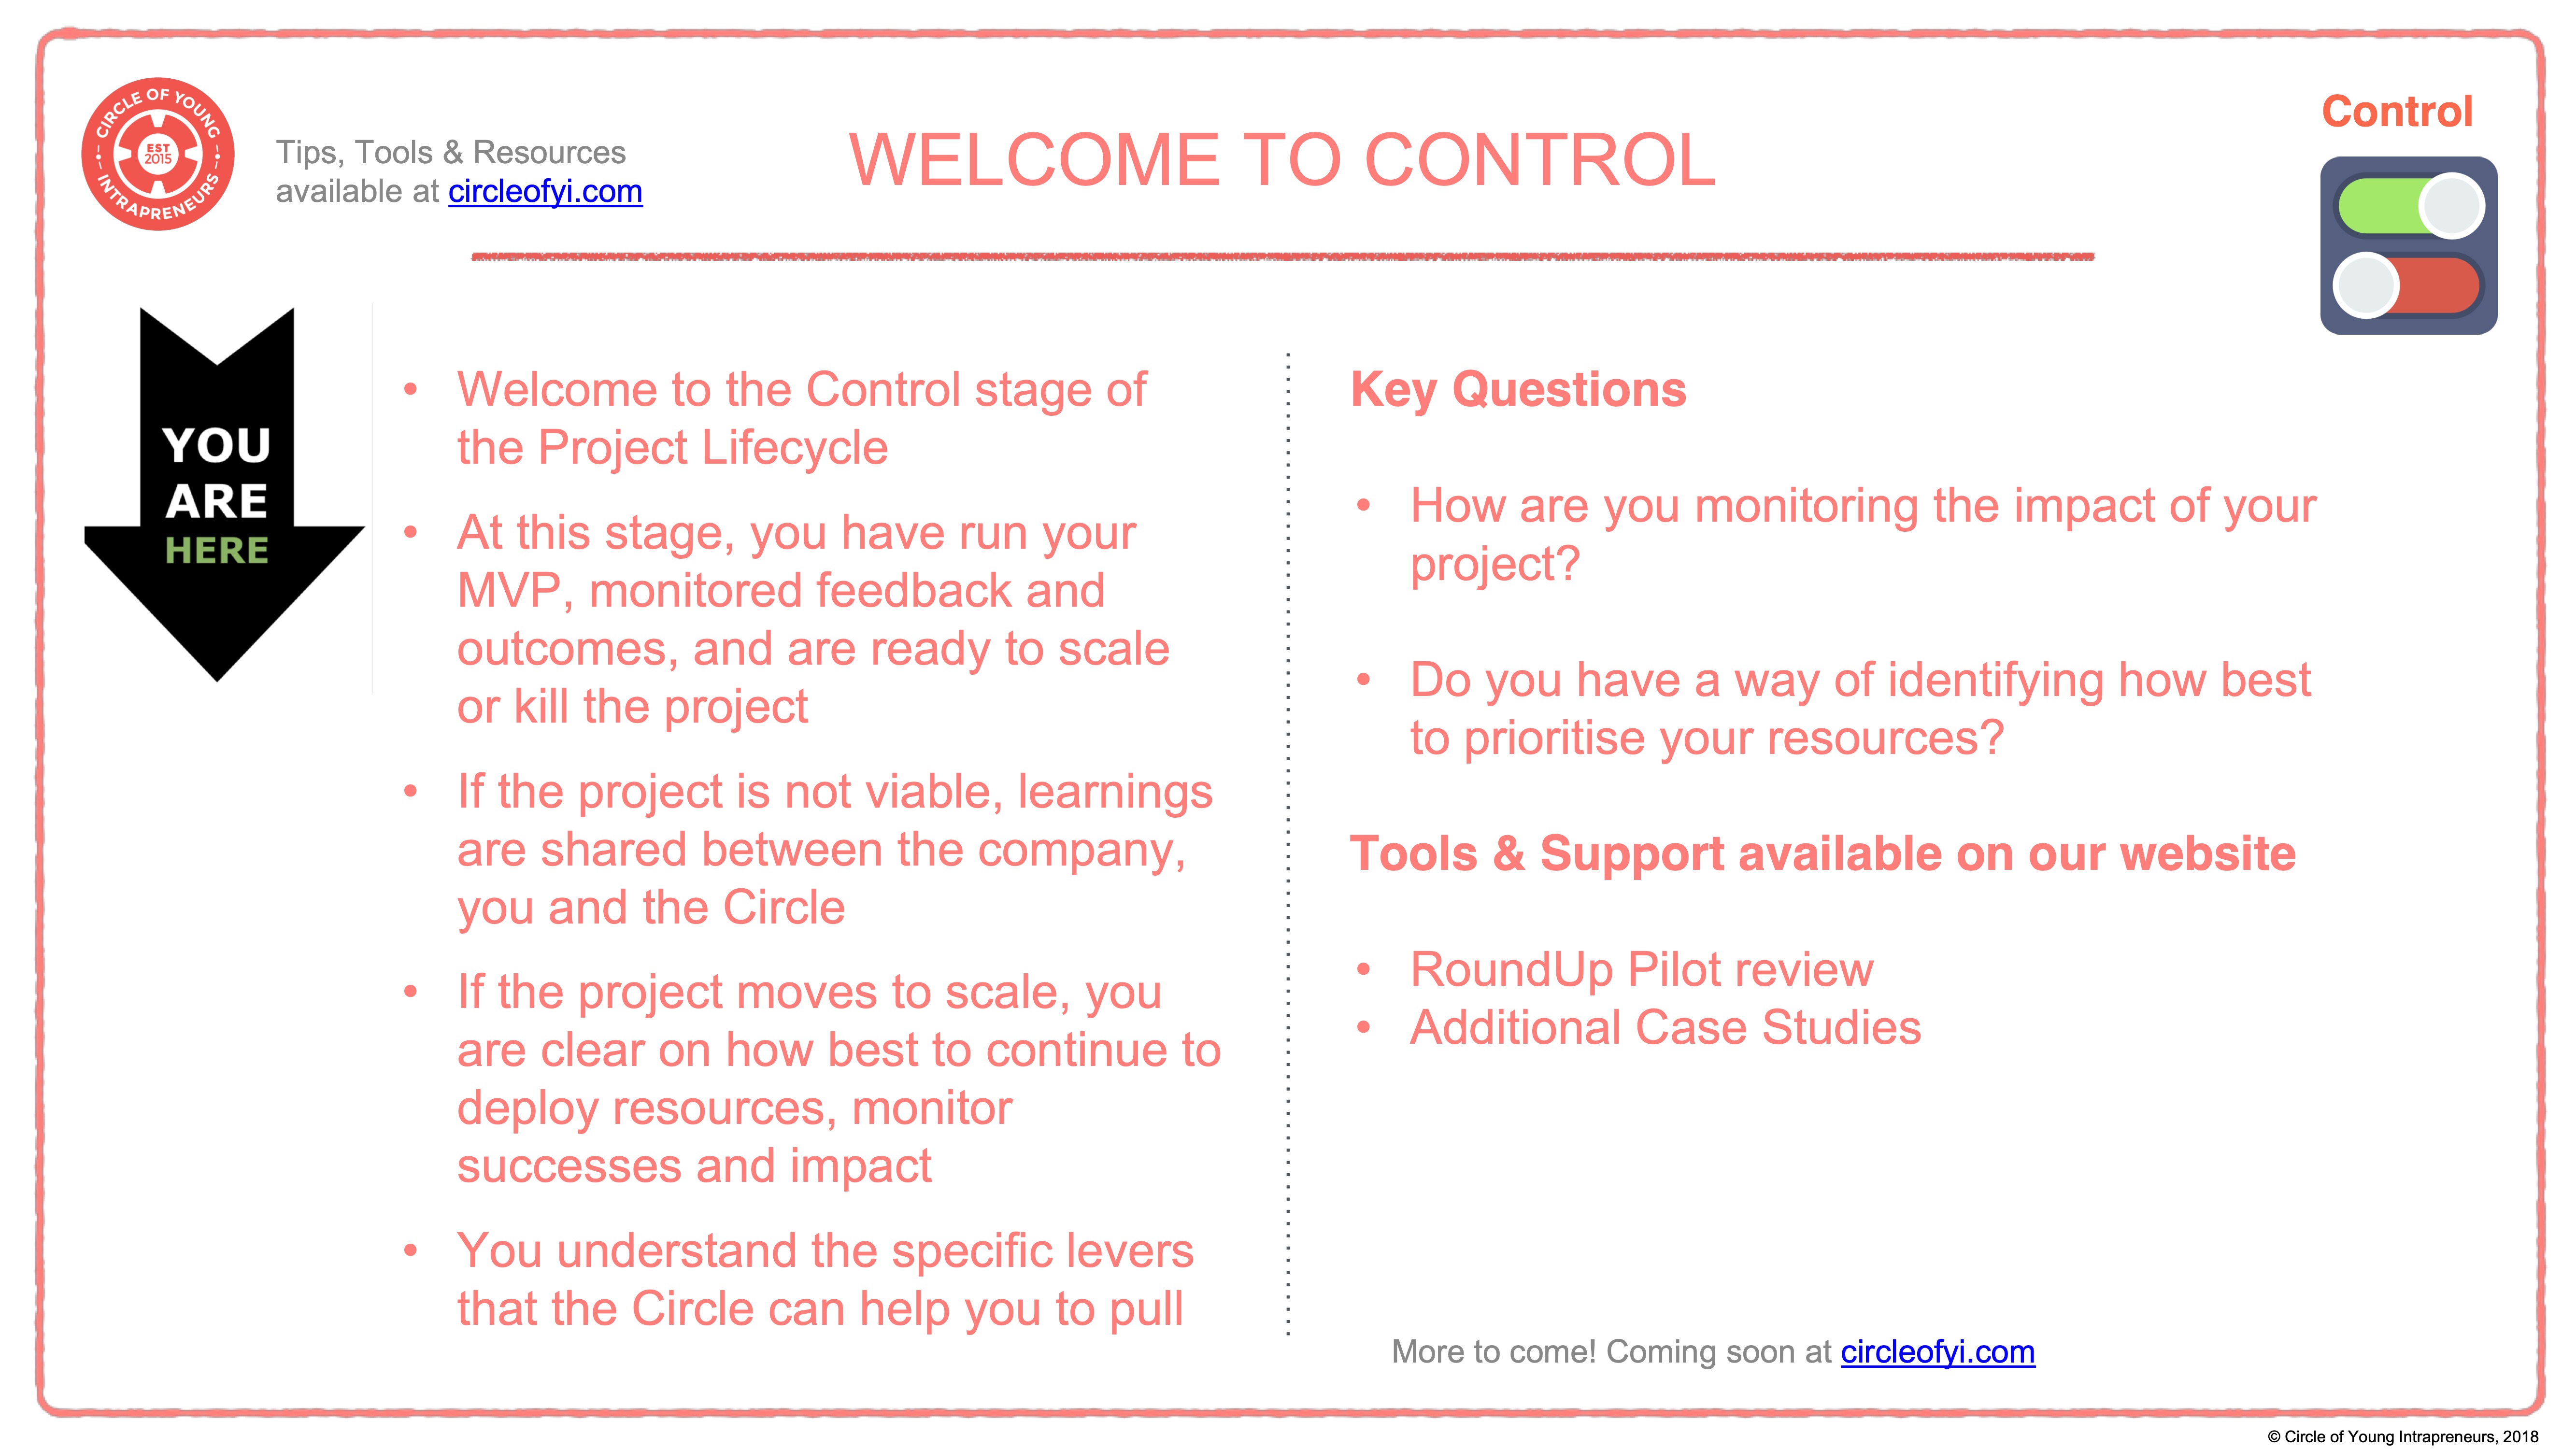 CIRCLE OF YOUNG
INTRAPRENEURS
EST
2015
Tips, Tools & Resources
available at circleofyi.com
WELCOME TO CONTROL
Control
YOU
ARE
HERE
• Welcome to the Control stage of
the Project Lifecycle
• At this stage, you have run your
MVP, monitored feedback and
outcomes, and are ready to scale
or kill the project
• If the project is not viable, learnings
are shared between the company,
you and the Circle
• If the project moves to scale, you
are clear on how best to continue to
deploy resources, monitor
successes and impact
• You understand the specific levers
that the Circle can help you to pull
Key Questions
• How are you monitoring the impact of your
project?
• Do you have a way of identifying how best
to prioritise your resources?
Tools & Support available on our website
• RoundUp Pilot review
• Additional Case Studies
More to come! Coming soon at circleofyi.com
© Circle of Young Intrapreneurs, 2018